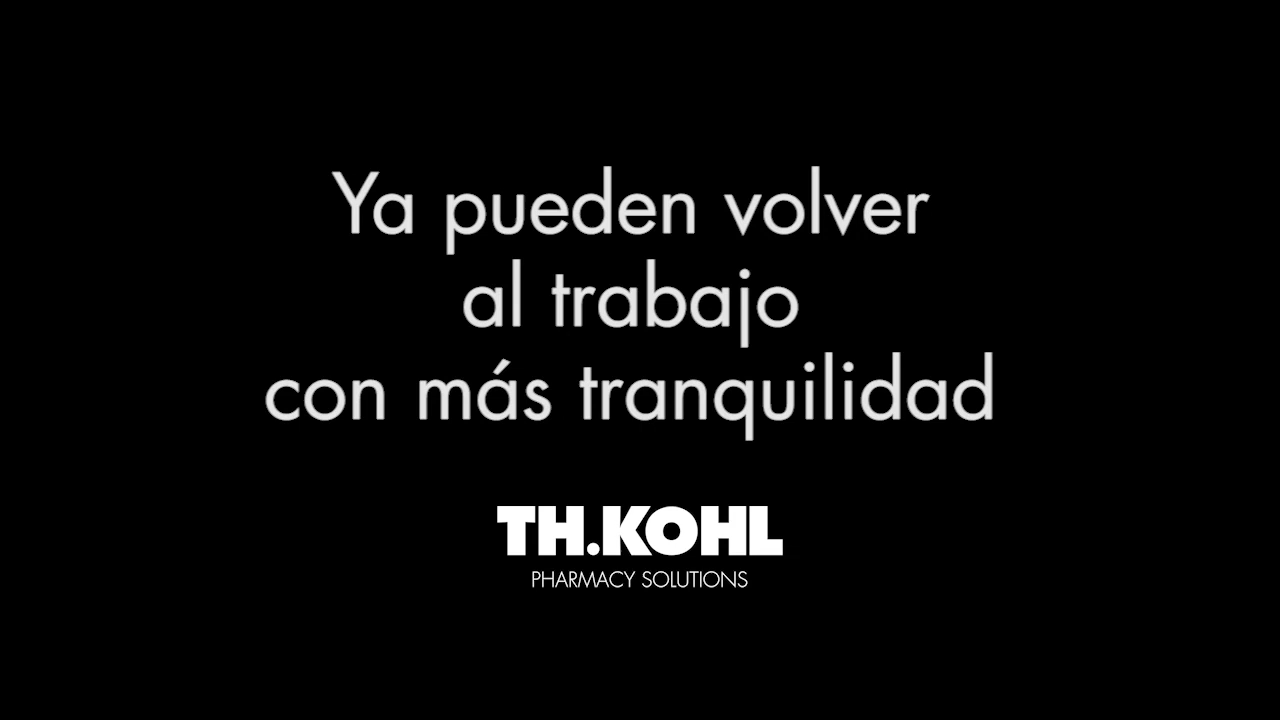 Ya pueden volver
al trabajo
con más tranquilidad
TH.KOHL
PHARMACY SOLUTIONS